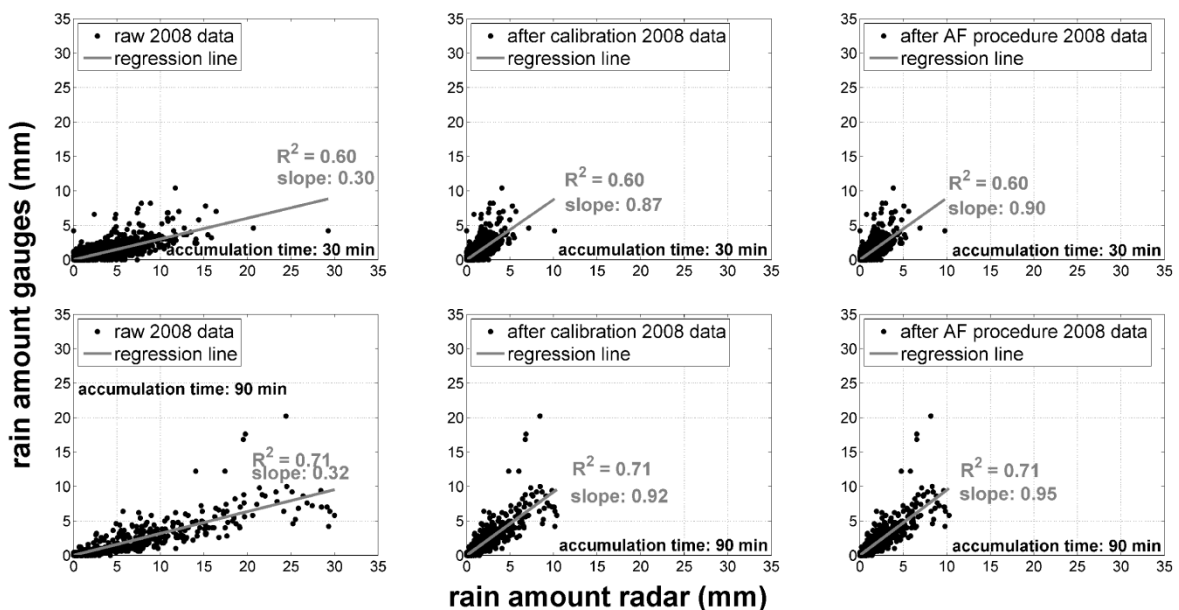 rain amount gauges (mm)
35
30
25
20
15
10
5
0
raw 2008 data
regression line
R² = 0.60
slope: 0.30
accumulation time: 30 min
0 5 10 15 20 25 30 35
35
30
25
20
15
10
5
0
after calibration 2008 data
regression line
R² = 0.60
slope: 0.87
accumulation time: 30 min
0 5 10 15 20 25 30 35
35
30
25
20
15
10
5
0
after AF procedure 2008 data
regression line
R² = 0.60
slope: 0.90
accumulation time: 30 min
0 5 10 15 20 25 30 35
35
30
25
20
15
10
5
0
raw 2008 data
regression line
accumulation time: 90 min
R² = 0.71
slope: 0.32
0 5 10 15 20 25 30 35
35
30
25
20
15
10
5
0
after calibration 2008 data
regression line
R² = 0.71
slope: 0.92
accumulation time: 90 min
0 5 10 15 20 25 30 35
35
30
25
20
15
10
5
0
after AF procedure 2008 data
regression line
R² = 0.71
slope: 0.95
accumulation time: 90 min
0 5 10 15 20 25 30 35
rain amount radar (mm)